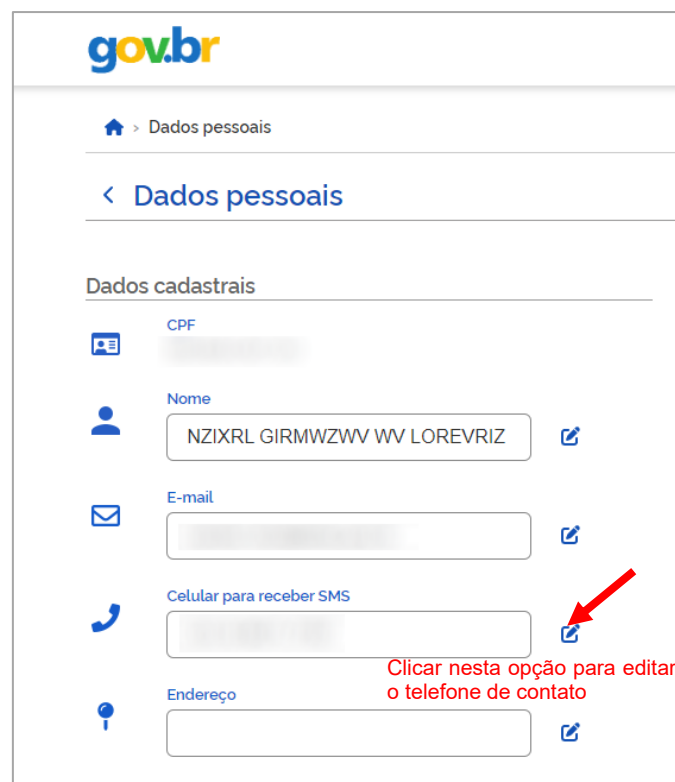 gov.br
> Dados pessoais
< Dados pessoais
Dados cadastrais
CPF
Nome
NZIXRL GIRMWZWV WV LOREVRIZ
E-mail
Celular para receber SMS
Clicar nesta opção para editar
o telefone de contato
Endereço